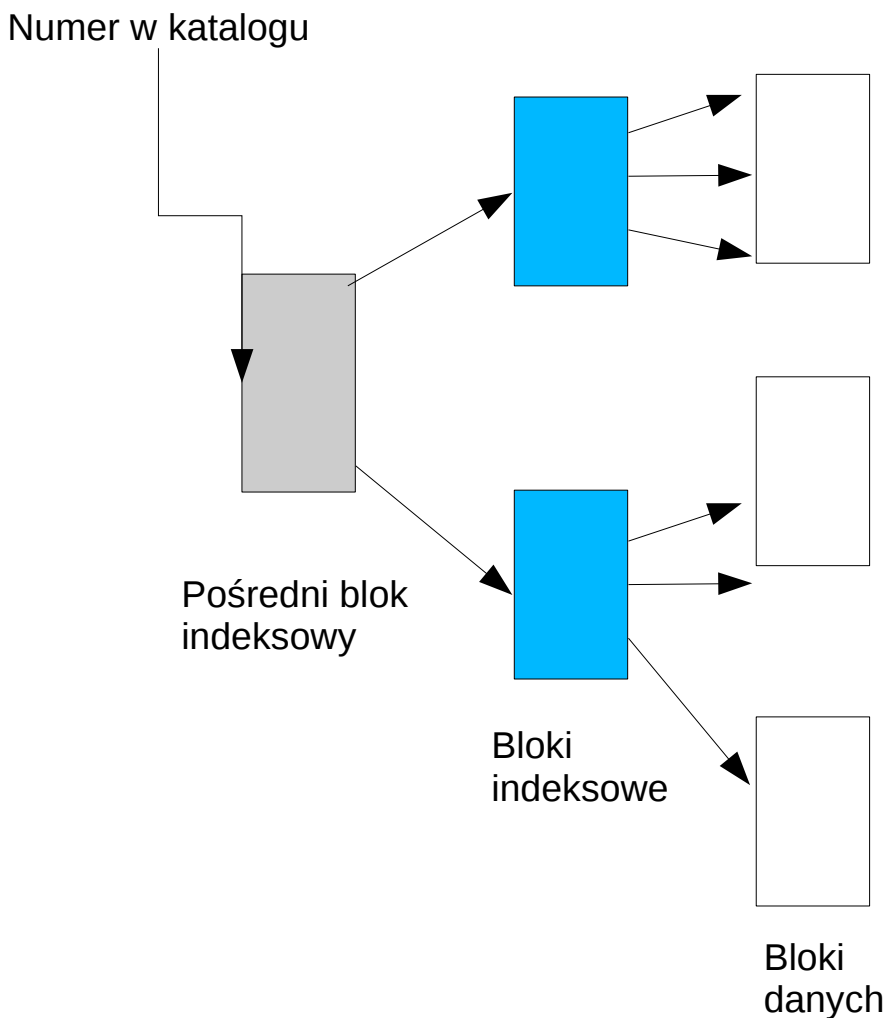 Numer w katalogu
Pośredni blok
indeksowy
Bloki
indeksowe
Bloki
danych